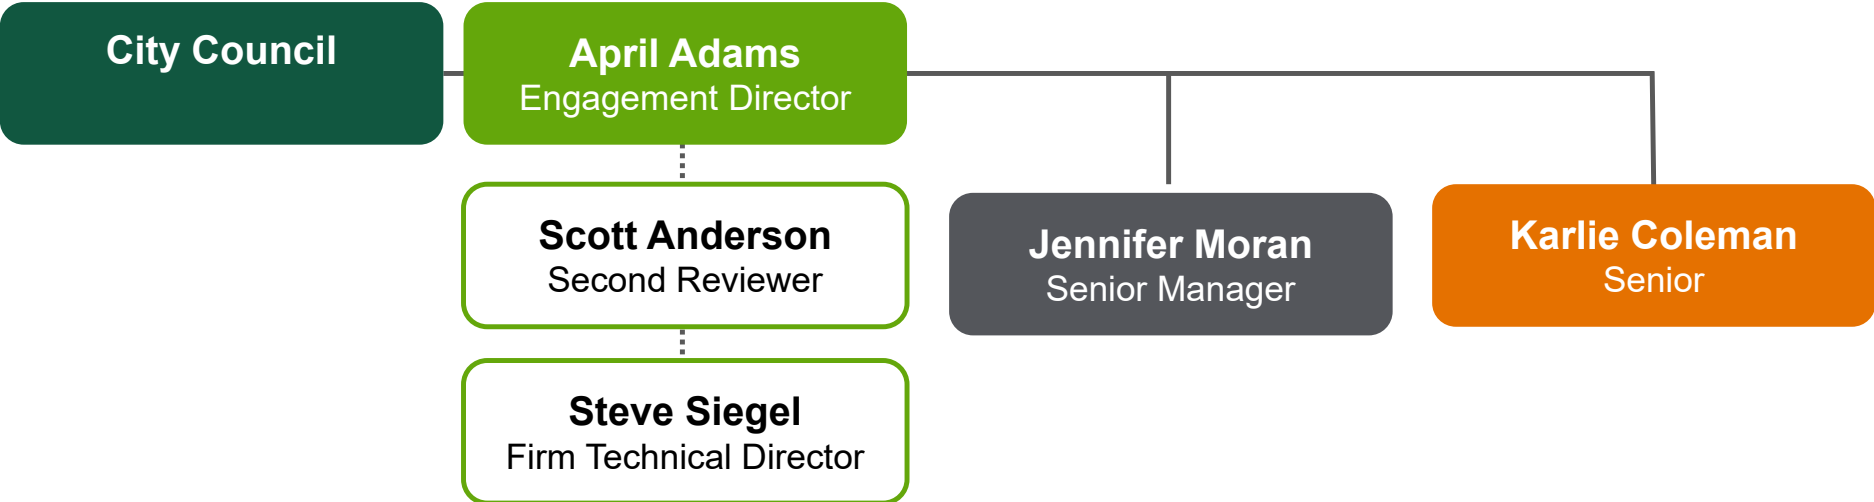 City Council
April Adams
Engagement Director
Scott Anderson
Second Reviewer
Jennifer Moran
Senior Manager
Karlie Coleman
Senior
Steve Siegel
Firm Technical Director